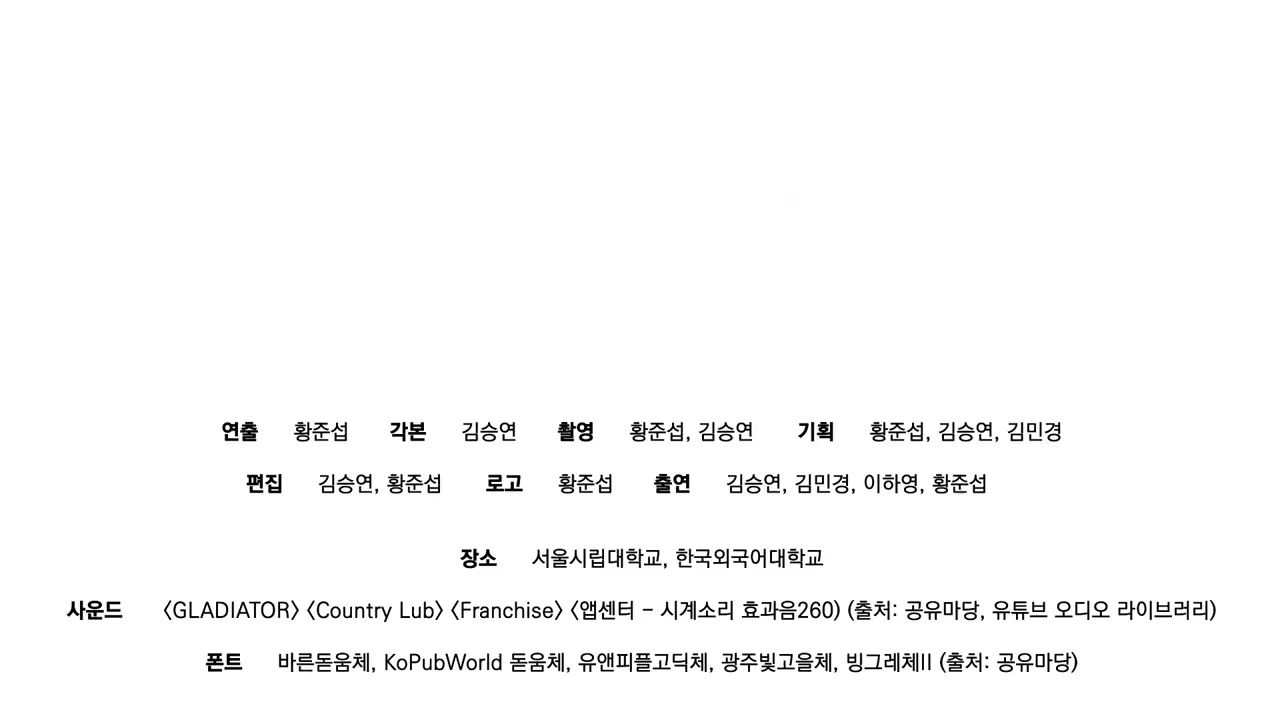 연출 황준섭 각본 김승연 촬영 황준섭, 김승연 기획 황준섭, 김승연, 김민경
편집 김승연, 황준섭 로고 황준섭 출연 김승연, 김민경, 이하영, 황준섭
장소 서울시립대학교, 한국외국어대학교
사운드 〈GLADIATOR〉 〈Country Lub〉 〈Franchise〉 〈앱센터 - 시계소리 효과음260) (출처: 공유마당, 유튜브 오디오 라이브러리)
폰트 바른돋움체, KoPubWorld 돋움체, 유앤피플고딕체, 광주빛고을체, 빙그레체II (출처: 공유마당)